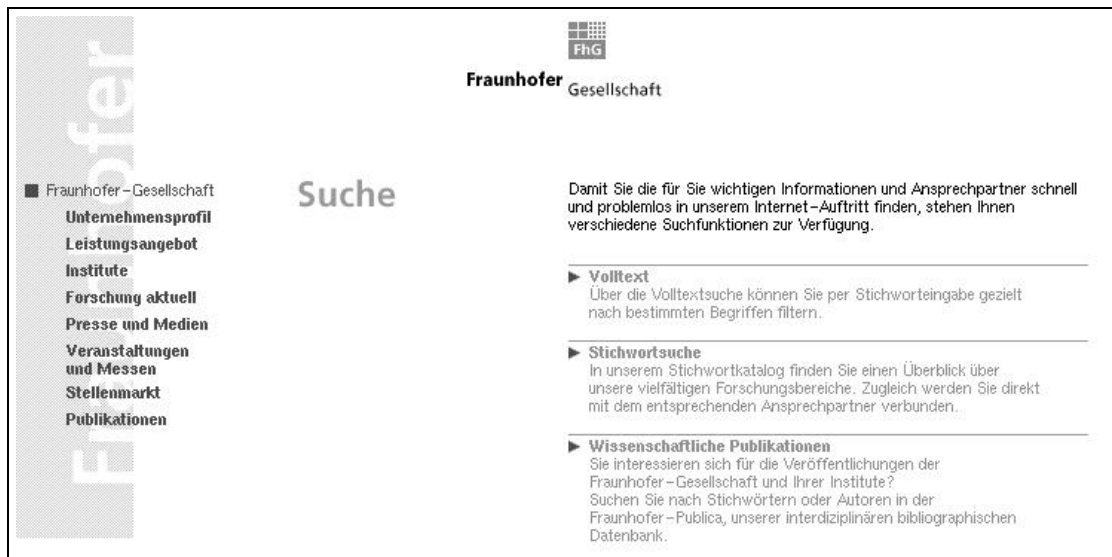 Fraunhofer
FhG
Fraunhofer Gesellschaft
Fraunhofer-Gesellschaft
Unternehmensprofil
Leistungsangebot
Institute
Forschung aktuell
Presse und Medien
Veranstaltungen
und Messen
Stellenmarkt
Publikationen
Suche
Damit Sie die für Sie wichtigen Informationen und Ansprechpartner schnell
und problemlos in unserem Internet-Auftritt finden, stehen Ihnen
verschiedene Suchfunktionen zur Verfügung.
Volltext
Über die Volltextsuche können Sie per Stichworteingabe gezielt
nach bestimmten Begriffen filtern.
Stichwortsuche
In unserem Stichwortkatalog finden Sie einen Überblick über
unsere vielfältigen Forschungsbereiche. Zugleich werden Sie direkt
mit dem entsprechenden Ansprechpartner verbunden.
Wissenschaftliche Publikationen
Sie interessieren sich für die Veröffentlichungen der
Fraunhofer-Gesellschaft und Ihrer Institute?
Suchen Sie nach Stichwörtern oder Autoren in der
Fraunhofer-Publica, unserer interdiziplinären bibliographischen
Datenbank.